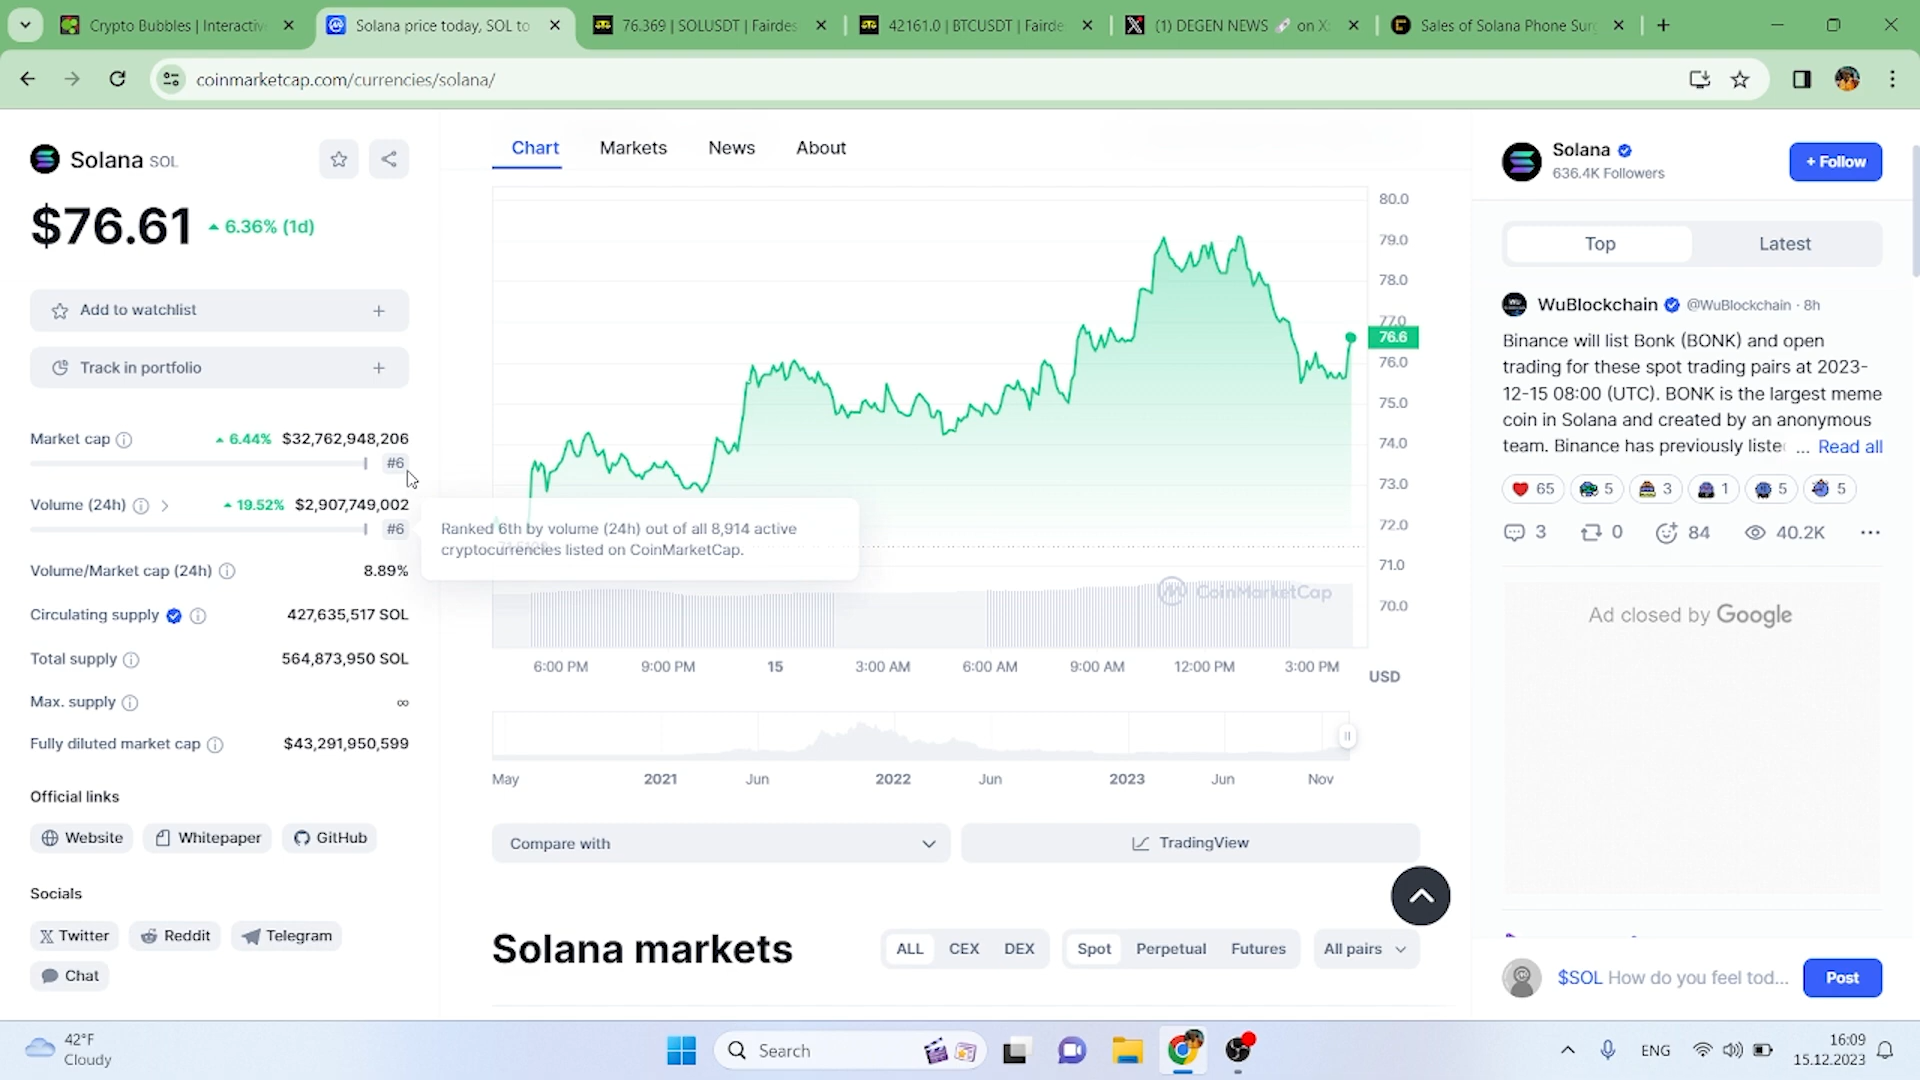 Crypto Bubbles | Interactiv
Solana price today, SOL to
76.369 | SOLUSDT | Fairdes
42161.0 | BTCUSDT | Fairde
(1) DEGEN NEWS on X
Sales of Solana Phone Sur
coinmarketcap.com/currencies/solana/
Solana SOL
$76.61 6.36% (1d)
Add to watchlist
Track in portfolio
Market cap 6.44% $32,762,948,206
#6
Volume (24h) 19.52% $2,907,749,002
#6
Volume/Market cap (24h) 8.89%
Circulating supply 427,635,517 SOL
Total supply 564,873,950 SOL
Max. supply ∞
Fully diluted market cap $43,291,950,599
Official links
Website Whitepaper GitHub
Socials
Twitter Reddit Telegram
Chat
Chart Markets News About
80.0
79.0
78.0
77.0
76.6
76.0
75.0
74.0
73.0
72.0
71.0
70.0
Ranked 6th by volume (24h) out of all 8,914 active
cryptocurrencies listed on CoinMarketCap.
CoinMarketCap
6:00 PM 9:00 PM 15 3:00 AM 6:00 AM 9:00 AM 12:00 PM 3:00 PM
USD
May 2021 Jun 2022 Jun 2023 Jun Nov
Compare with
TradingView
Solana markets
ALL CEX DEX Spot Perpetual Futures All pairs
Solana
636.4K Followers
+ Follow
Top Latest
WuBlockchain @WuBlockchain · 8h
Binance will list Bonk (BONK) and open
trading for these spot trading pairs at 2023-
12-15 08:00 (UTC). BONK is the largest meme
coin in Solana and created by an anonymous
team. Binance has previously liste ... Read all
65 5 3 1 5 5
3 0 84 40.2K
Ad closed by Google
$SOL How do you feel tod...
Post
42°F
Cloudy
Search
ENG
16:09
15.12.2023